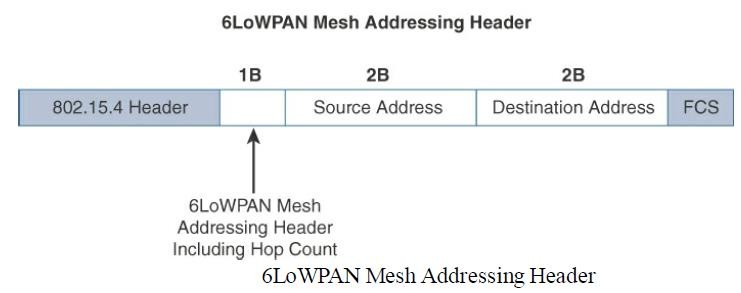 6LoWPAN Mesh Addressing Header
1B 2B 2B
802.15.4 Header Source Address Destination Address FCS
6LoWPAN Mesh
Addressing Header
Including Hop Count
6LoWPAN Mesh Addressing Header